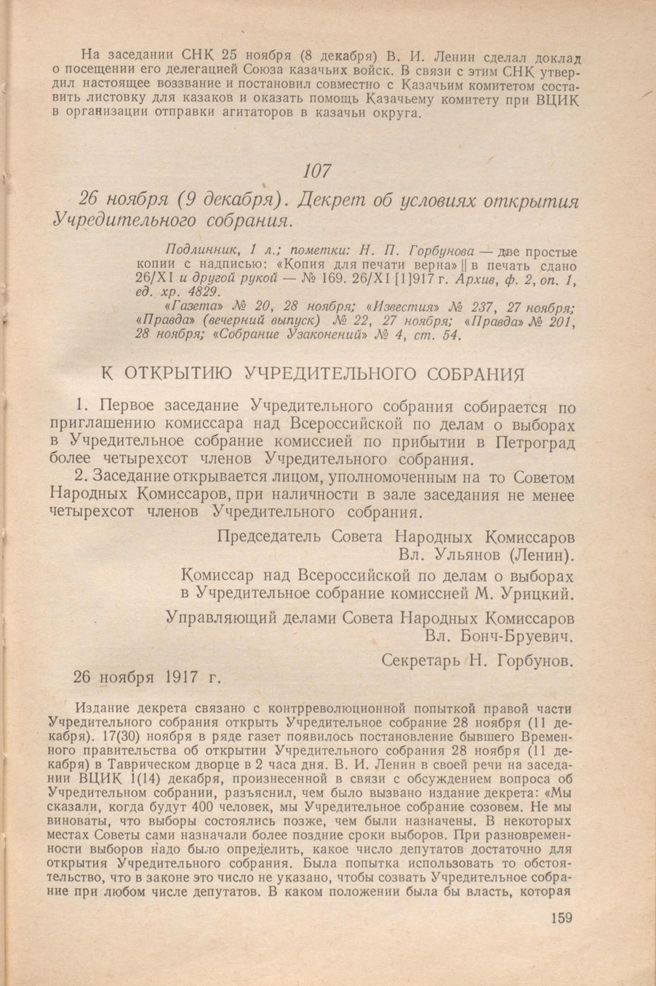 На заседании СНК 25 ноября (8 декабря) В. И. Ленин сделал доклад
о посещении его делегацией Союза казачьих войск. В связи с этим СНК утвер-
дил настоящее воззвание и постановил совместно с Казачьим комитетом соста-
вить листовку для казаков и оказать помощь Казачьему комитету при ВЦИК
в организации отправки агитаторов в казачьи округа.
107
26 ноября (9 декабря). Декрет об условиях открытия
Учредительного собрания.
Подлинник, 1 л.; пометки: Н. П. Горбунова — две простые
копии с надписью: «Копия для печати верна» || в печать сдано
26/XI и другой рукой — № 169. 26/XI [1]917 г. Архив, ф. 2, оп. 1,
ед. хр. 4829.
«Газета» № 20, 28 ноября; «Известия» № 237, 27 ноября;
«Правда» (вечерний выпуск) № 22, 27 ноября; «Правда» № 201,
28 ноября; «Собрание Узаконений» № 4, ст. 54.
К ОТКРЫТИЮ УЧРЕДИТЕЛЬНОГО СОБРАНИЯ
1. Первое заседание Учредительного собрания собирается по
приглашению комиссара над Всероссийской по делам о выборах
в Учредительное собрание комиссией по прибытии в Петроград
более четырехсот членов Учредительного собрания.
2. Заседание открывается лицом, уполномоченным на то Советом
Народных Комиссаров, при наличности в зале заседания не менее
четырехсот членов Учредительного собрания.
Председатель Совета Народных Комиссаров
Вл. Ульянов (Ленин).
Комиссар над Всероссийской по делам о выборах
в Учредительное собрание комиссией М. Урицкий.
Управляющий делами Совета Народных Комиссаров
Вл. Бонч-Бруевич.
Секретарь Н. Горбунов.
26 ноября 1917 г.
Издание декрета связано с контрреволюционной попыткой правой части
Учредительного собрания открыть Учредительное собрание 28 ноября (11 де-
кабря). 17(30) ноября в ряде газет появилось постановление бывшего Времен-
ного правительства об открытии Учредительного собрания 28 ноября (11 де-
кабря) в Таврическом дворце в 2 часа дня. В. И. Ленин в своей речи на заседа-
нии ВЦИК 1(14) декабря, произнесенной в связи с обсуждением вопроса об
Учредительном собрании, разъяснил, чем было вызвано издание декрета: «Мы
сказали, когда будут 400 человек, мы Учредительное собрание созовем. Не мы
виноваты, что выборы состоялись позже, чем были назначены. В некоторых
местах Советы сами назначали более поздние сроки выборов. При разновремен-
ности выборов надо было определить, какое число депутатов достаточно для
открытия Учредительного собрания. Была попытка использовать то обстоя-
тельство, что в законе это число не указано, чтобы созвать Учредительное собра-
ние при любом числе депутатов. В каком положении была бы власть, которая
159